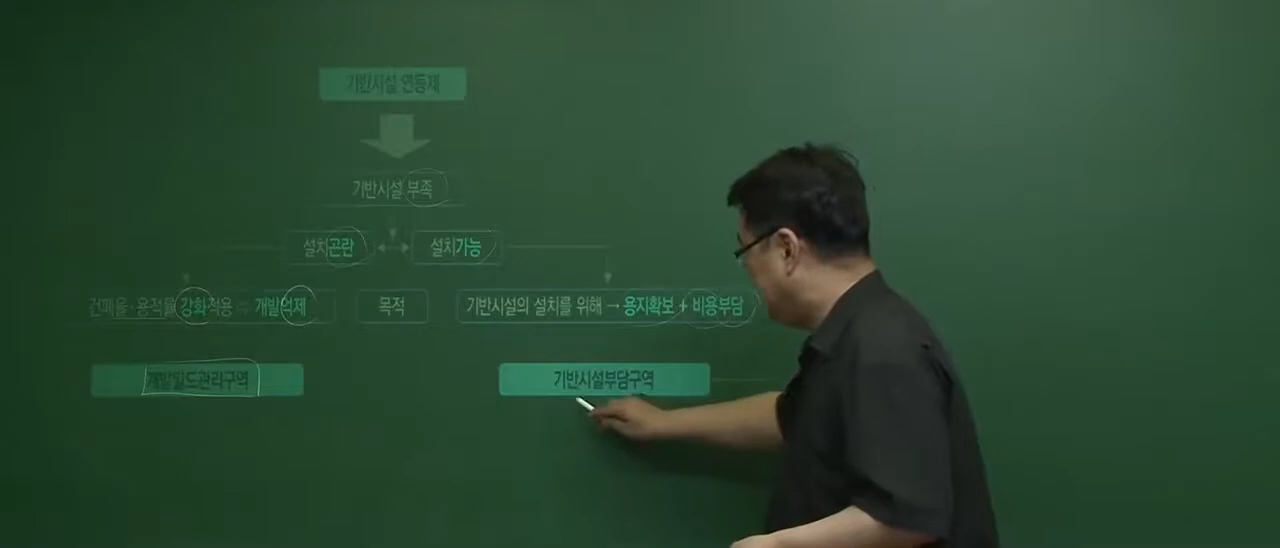 기반시설 연동제
기반시설 부족
설치곤란 설치가능
건폐율·용적률 강화적용 ⇨ 개발억제 목적 기반시설의 설치를 위해 → 용지확보 + 비용부담
개발밀도관리구역 기반시설부담구역